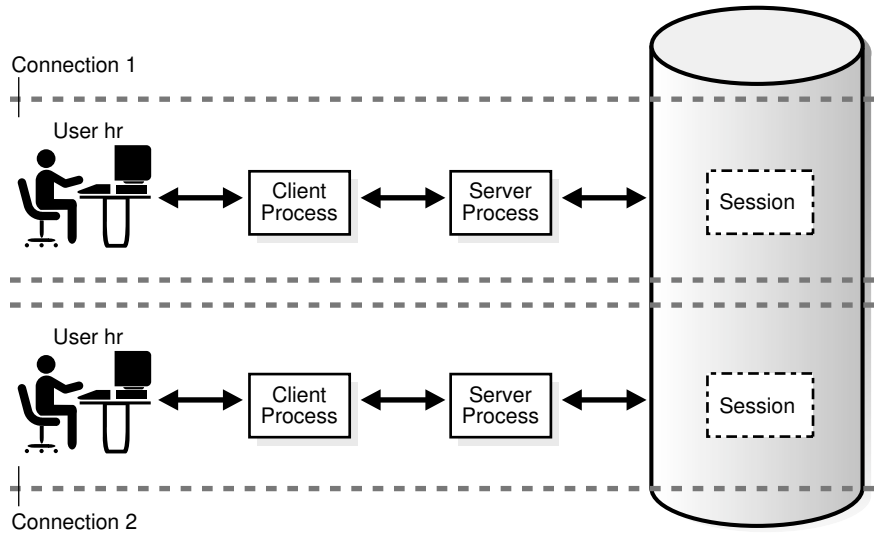 Connection 1
User hr
Client
Process
Server
Process
Session
User hr
Client
Process
Server
Process
Session
Connection 2